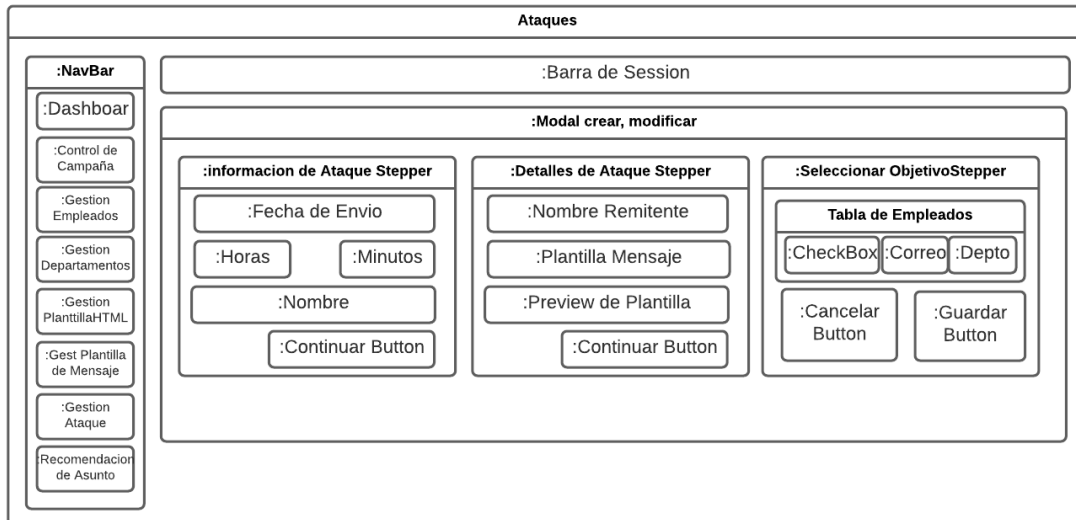 Ataques
:NavBar
:Dashboar
:Control de
Campaña
:Gestion
Empleados
:Gestion
Departamentos
:Gestion
PlanttillaHTML
:Gest Plantilla
de Mensaje
:Gestion
Ataque
:Recomendacion
de Asunto
:Barra de Session
:Modal crear, modificar
:informacion de Ataque Stepper
:Fecha de Envio
:Horas
:Minutos
:Nombre
:Continuar Button
:Detalles de Ataque Stepper
:Nombre Remitente
:Plantilla Mensaje
:Preview de Plantilla
:Continuar Button
:Seleccionar ObjetivoStepper
Tabla de Empleados
:CheckBox
:Correo
:Depto
:Cancelar
Button
:Guardar
Button